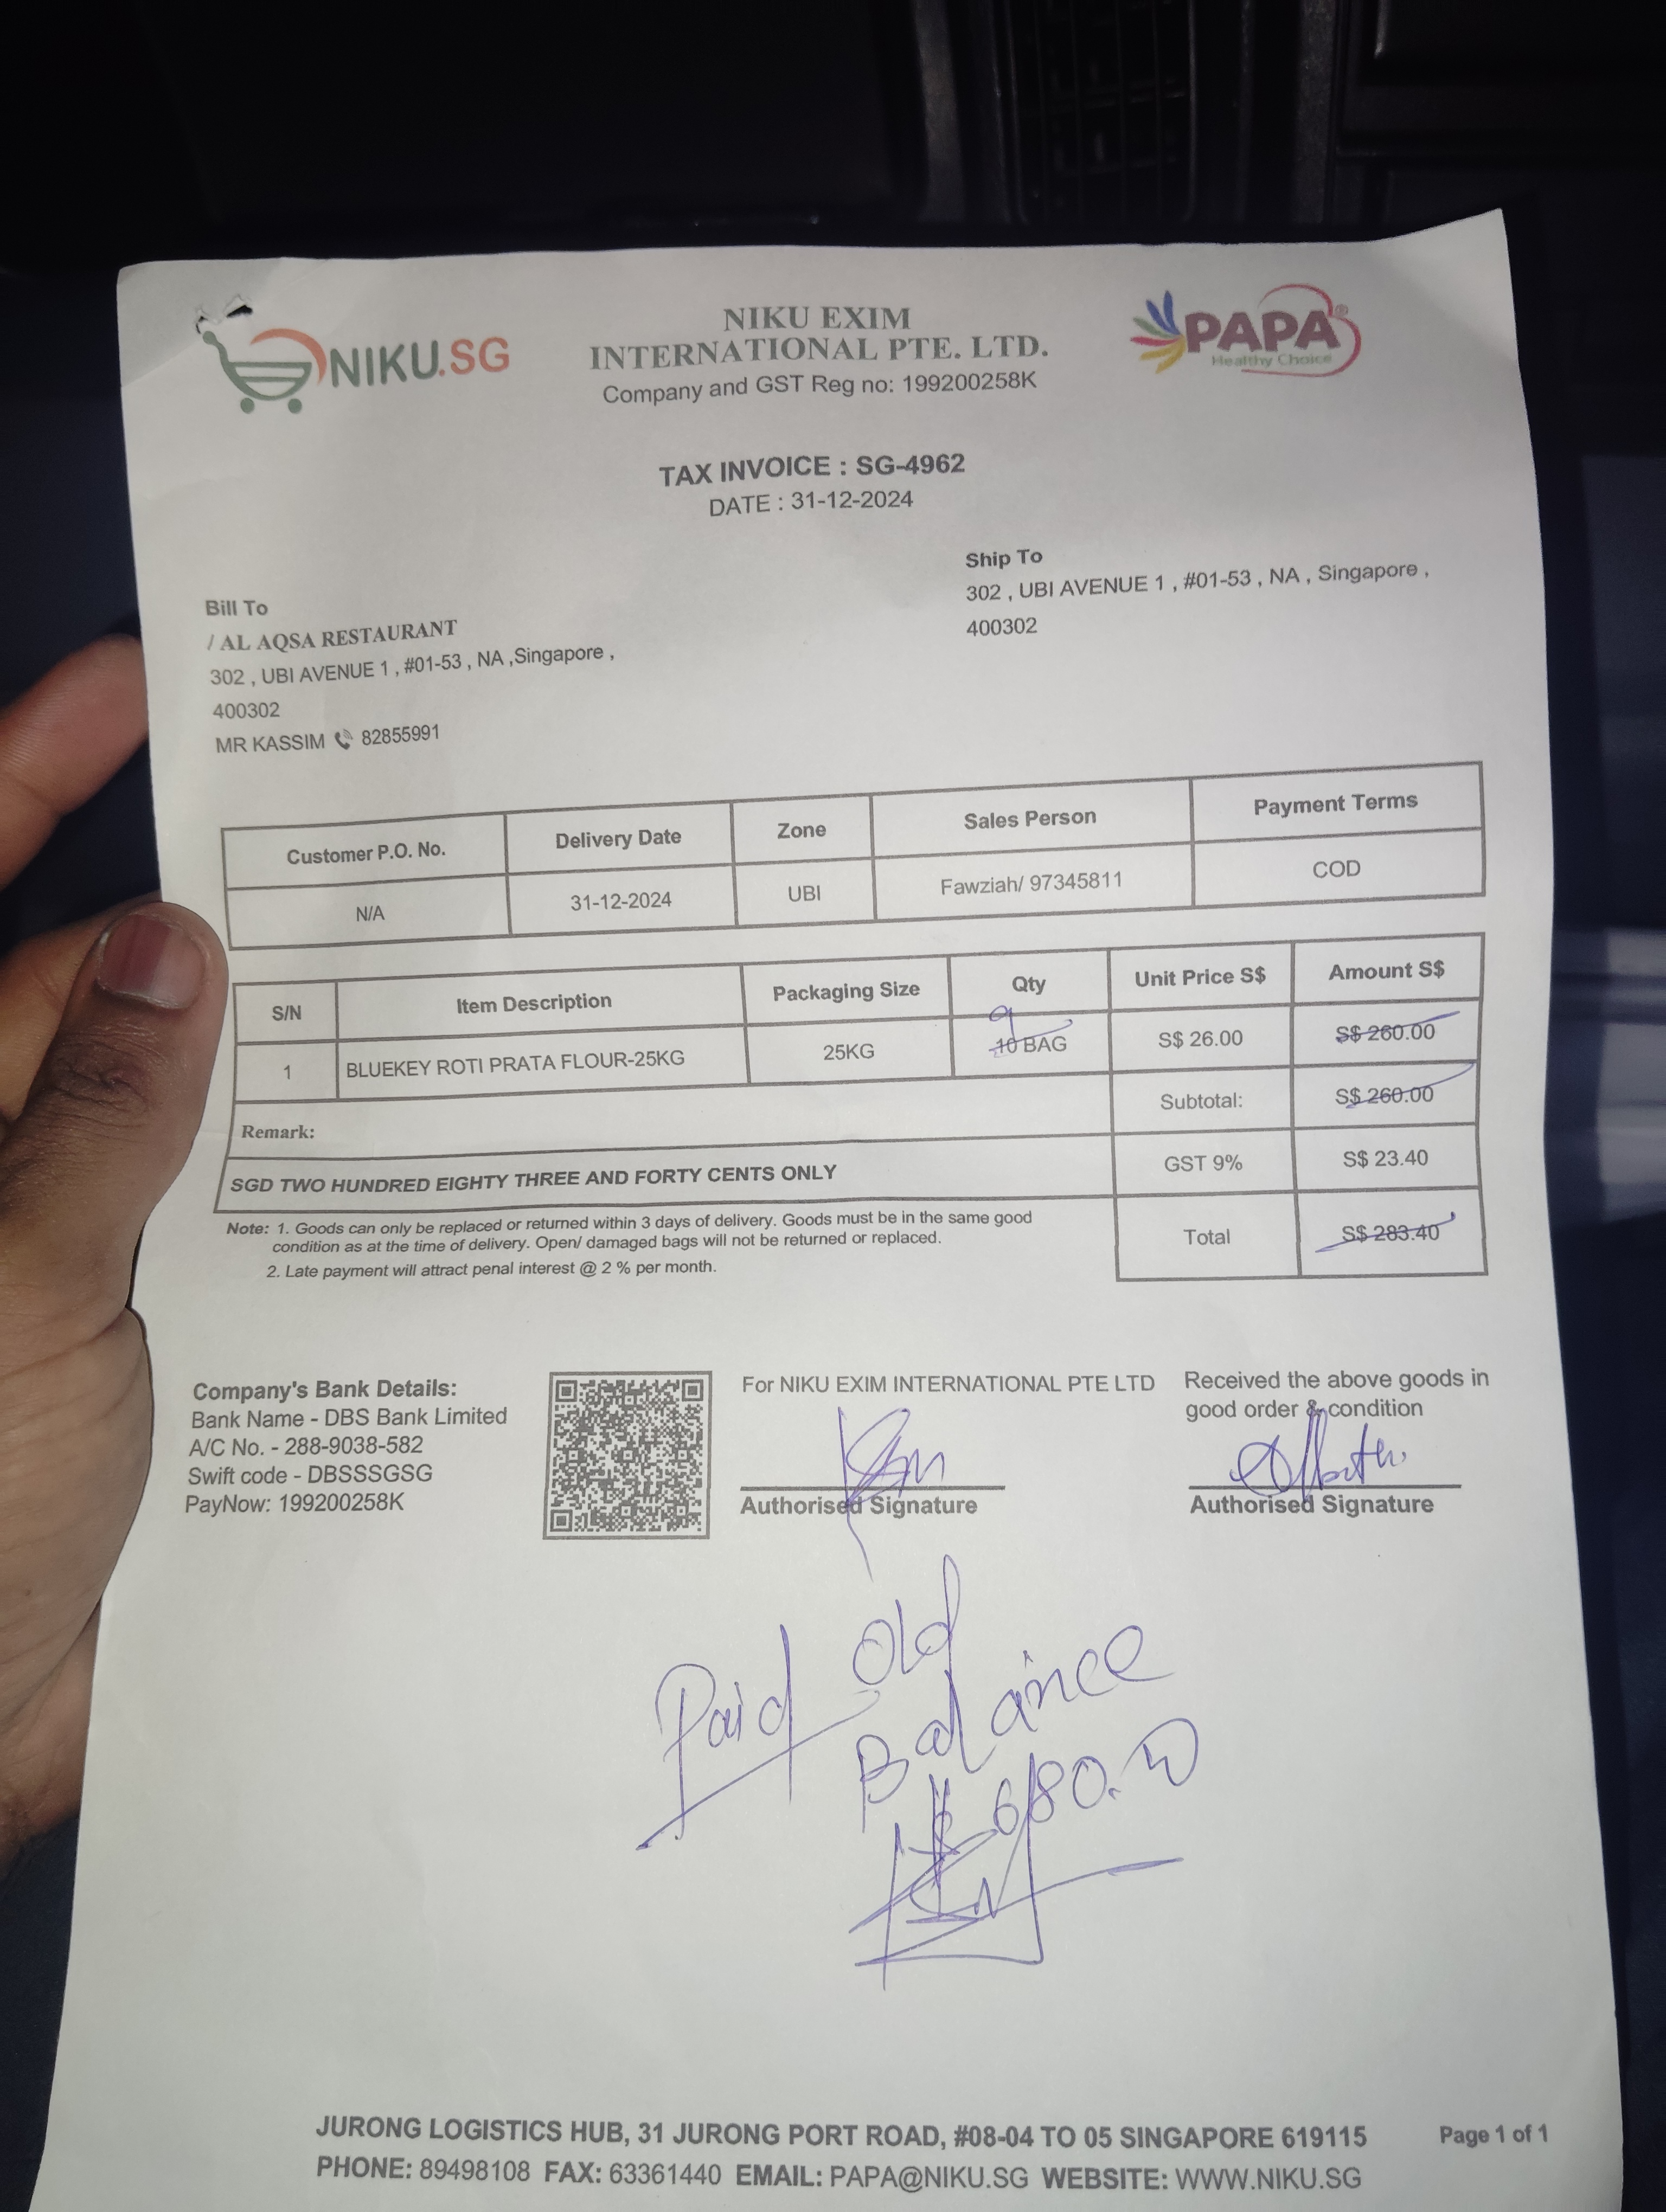 NIKU.SG
NIKU EXIM
INTERNATIONAL PTE. LTD.
Company and GST Reg no: 199200258K
PAPA®
Healthy Choice
TAX INVOICE : SG-4962
DATE : 31-12-2024
Bill To
/ AL AQSA RESTAURANT
302 , UBI AVENUE 1 , #01-53 , NA ,Singapore ,
400302
MR KASSIM 82855991
Ship To
302 , UBI AVENUE 1 , #01-53 , NA , Singapore ,
400302
Customer P.O. No. Delivery Date Zone Sales Person Payment Terms
N/A 31-12-2024 UBI Fawziah/ 97345811 COD
S/N Item Description Packaging Size Qty Unit Price S$ Amount S$
9
1 BLUEKEY ROTI PRATA FLOUR-25KG 25KG 10 BAG S$ 26.00 S$ 260.00
Subtotal: S$ 260.00
Remark:
GST 9% S$ 23.40
SGD TWO HUNDRED EIGHTY THREE AND FORTY CENTS ONLY
Total S$ 283.40
Note: 1. Goods can only be replaced or returned within 3 days of delivery. Goods must be in the same good
condition as at the time of delivery. Open/ damaged bags will not be returned or replaced.
2. Late payment will attract penal interest @ 2 % per month.
Company's Bank Details:
Bank Name - DBS Bank Limited
A/C No. - 288-9038-582
Swift code - DBSSSGSG
PayNow: 199200258K
For NIKU EXIM INTERNATIONAL PTE LTD
Authorised Signature
Received the above goods in
good order & condition
Authorised Signature
Paid Old
Balance
$ 680.
JURONG LOGISTICS HUB, 31 JURONG PORT ROAD, #08-04 TO 05 SINGAPORE 619115
Page 1 of 1
PHONE: 89498108 FAX: 63361440 EMAIL: PAPA@NIKU.SG WEBSITE: WWW.NIKU.SG